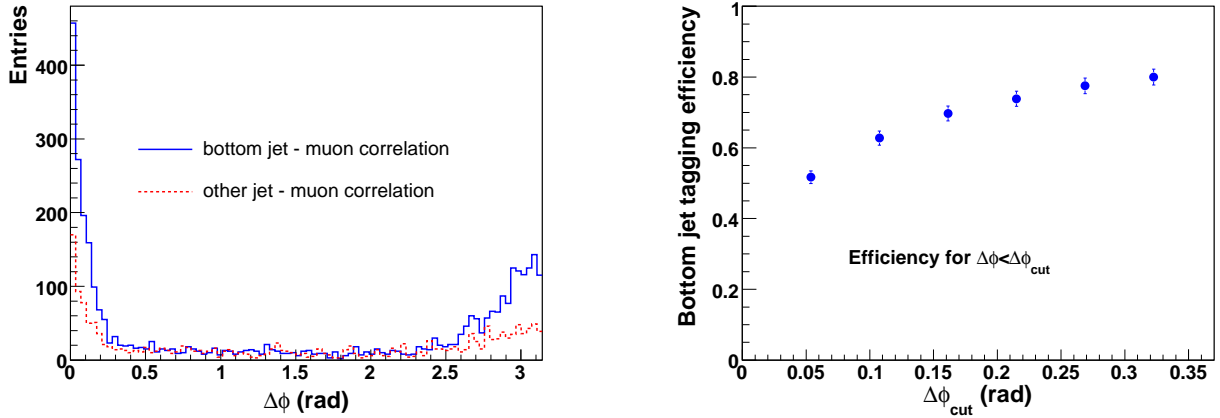 Entries
400
300
200
100
0
bottom jet - muon correlation
other jet - muon correlation
0 0.5 1 1.5 2 2.5 3
Δϕ (rad)
Bottom jet tagging efficiency
1
0.8
0.6
0.4
0.2
0
Efficiency for Δϕ<Δϕcut
0 0.05 0.1 0.15 0.2 0.25 0.3 0.35
Δϕcut (rad)